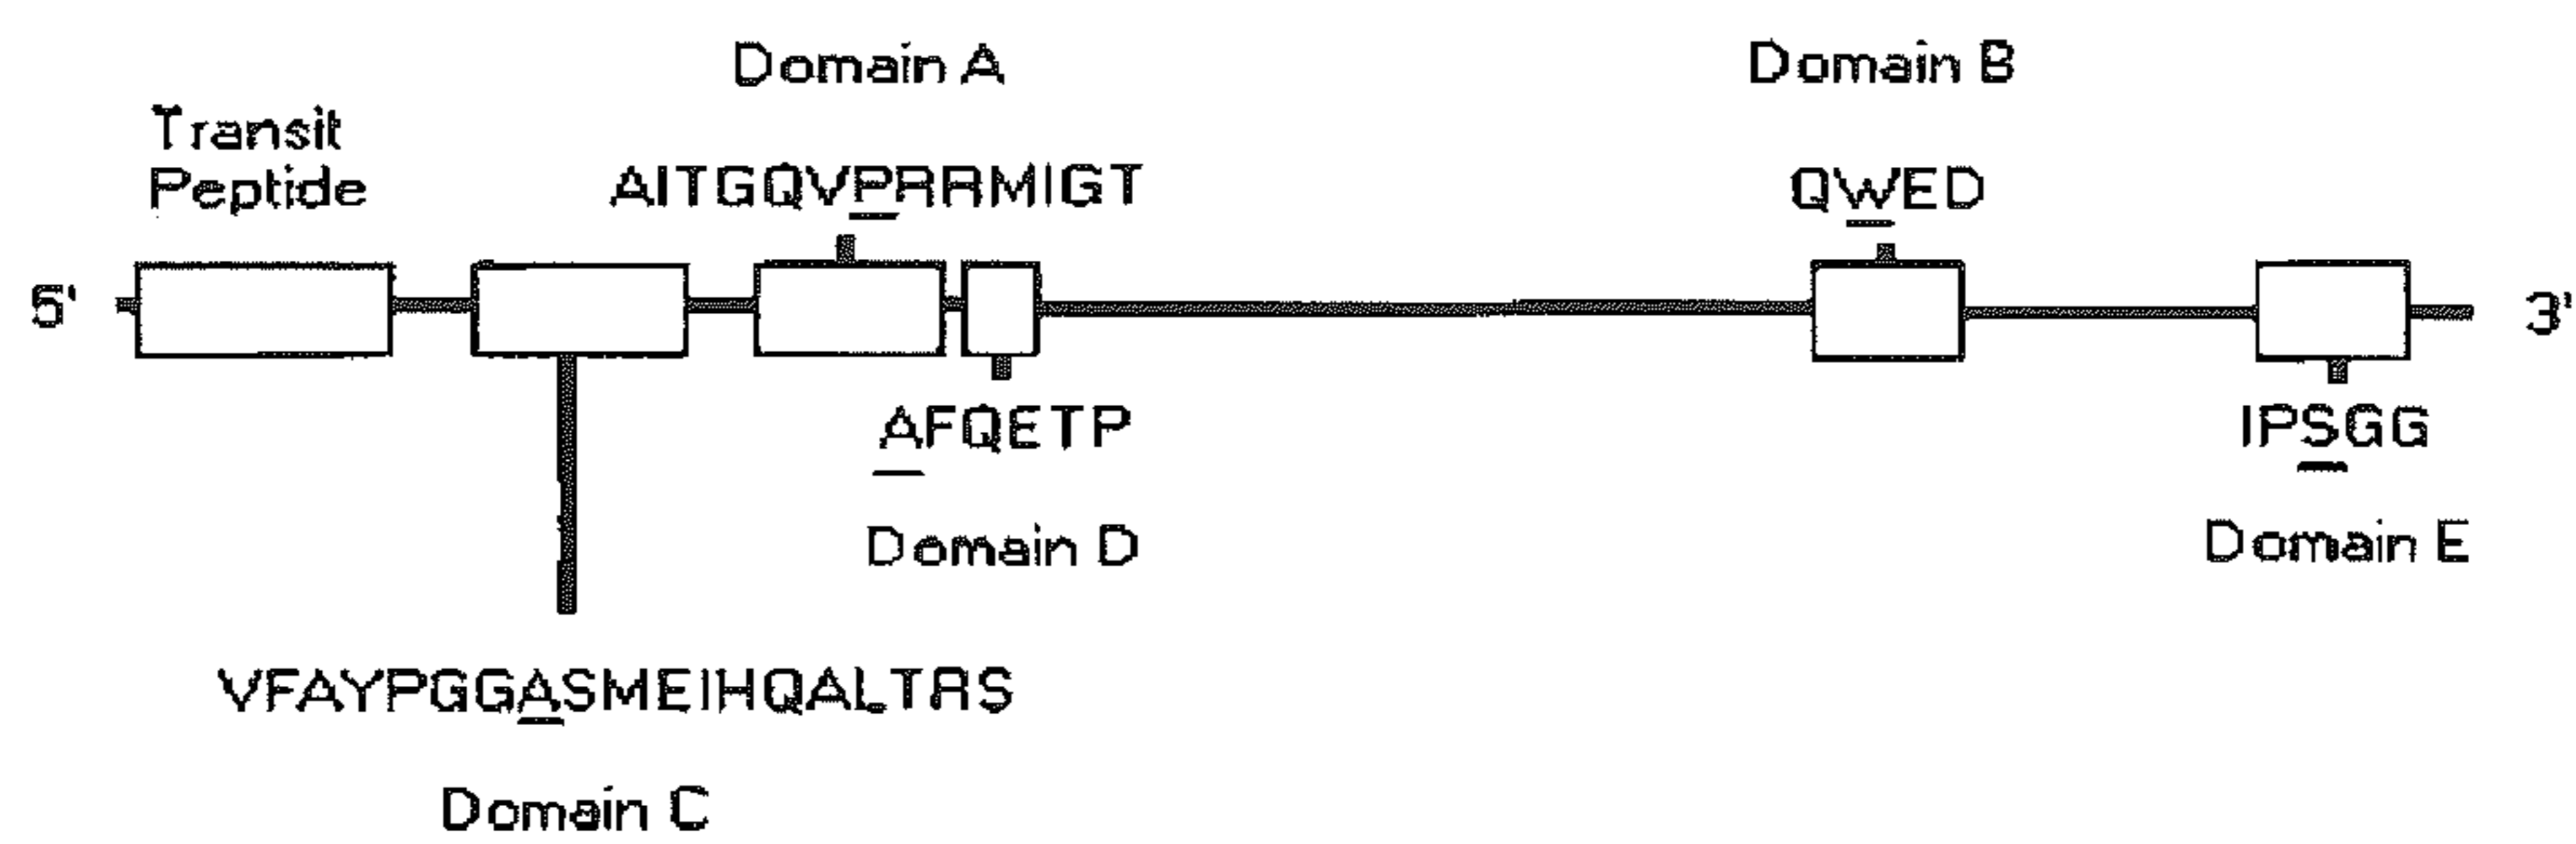 Domain A
Domain B
Transit
Peptide
AITGQVPRRMIGT
QWED
5'
3'
AFQETP
IPSGG
Domain D
Domain E
VFAYPGGASMEIHQALTRS
Domain C